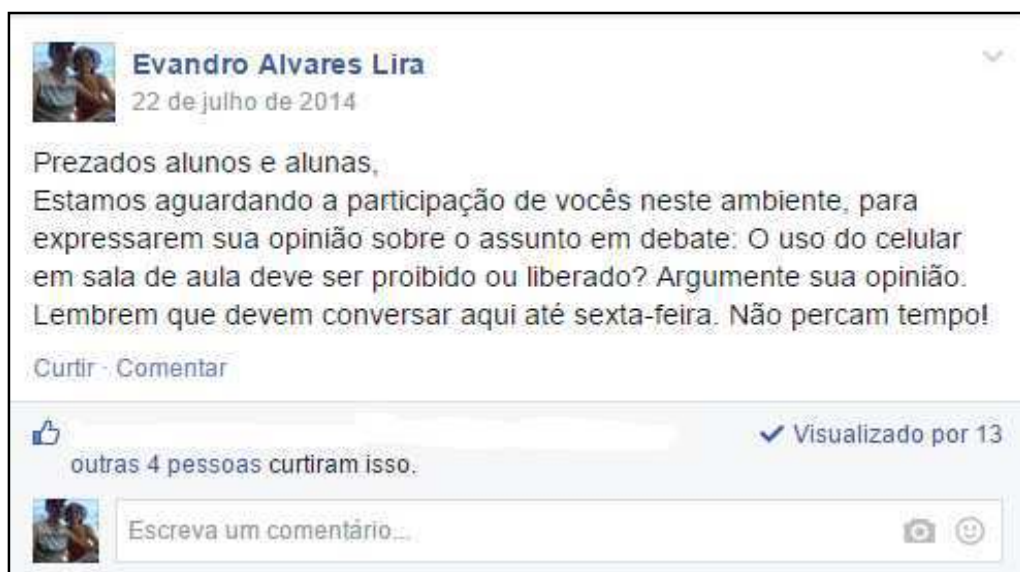 Evandro Alvares Lira
22 de julho de 2014
Prezados alunos e alunas,
Estamos aguardando a participação de vocês neste ambiente, para
expressarem sua opinião sobre o assunto em debate: O uso do celular
em sala de aula deve ser proibido ou liberado? Argumente sua opinião.
Lembrem que devem conversar aqui até sexta-feira. Não percam tempo!
Curtir · Comentar
Visualizado por 13
outras 4 pessoas curtiram isso.
Escreva um comentário...